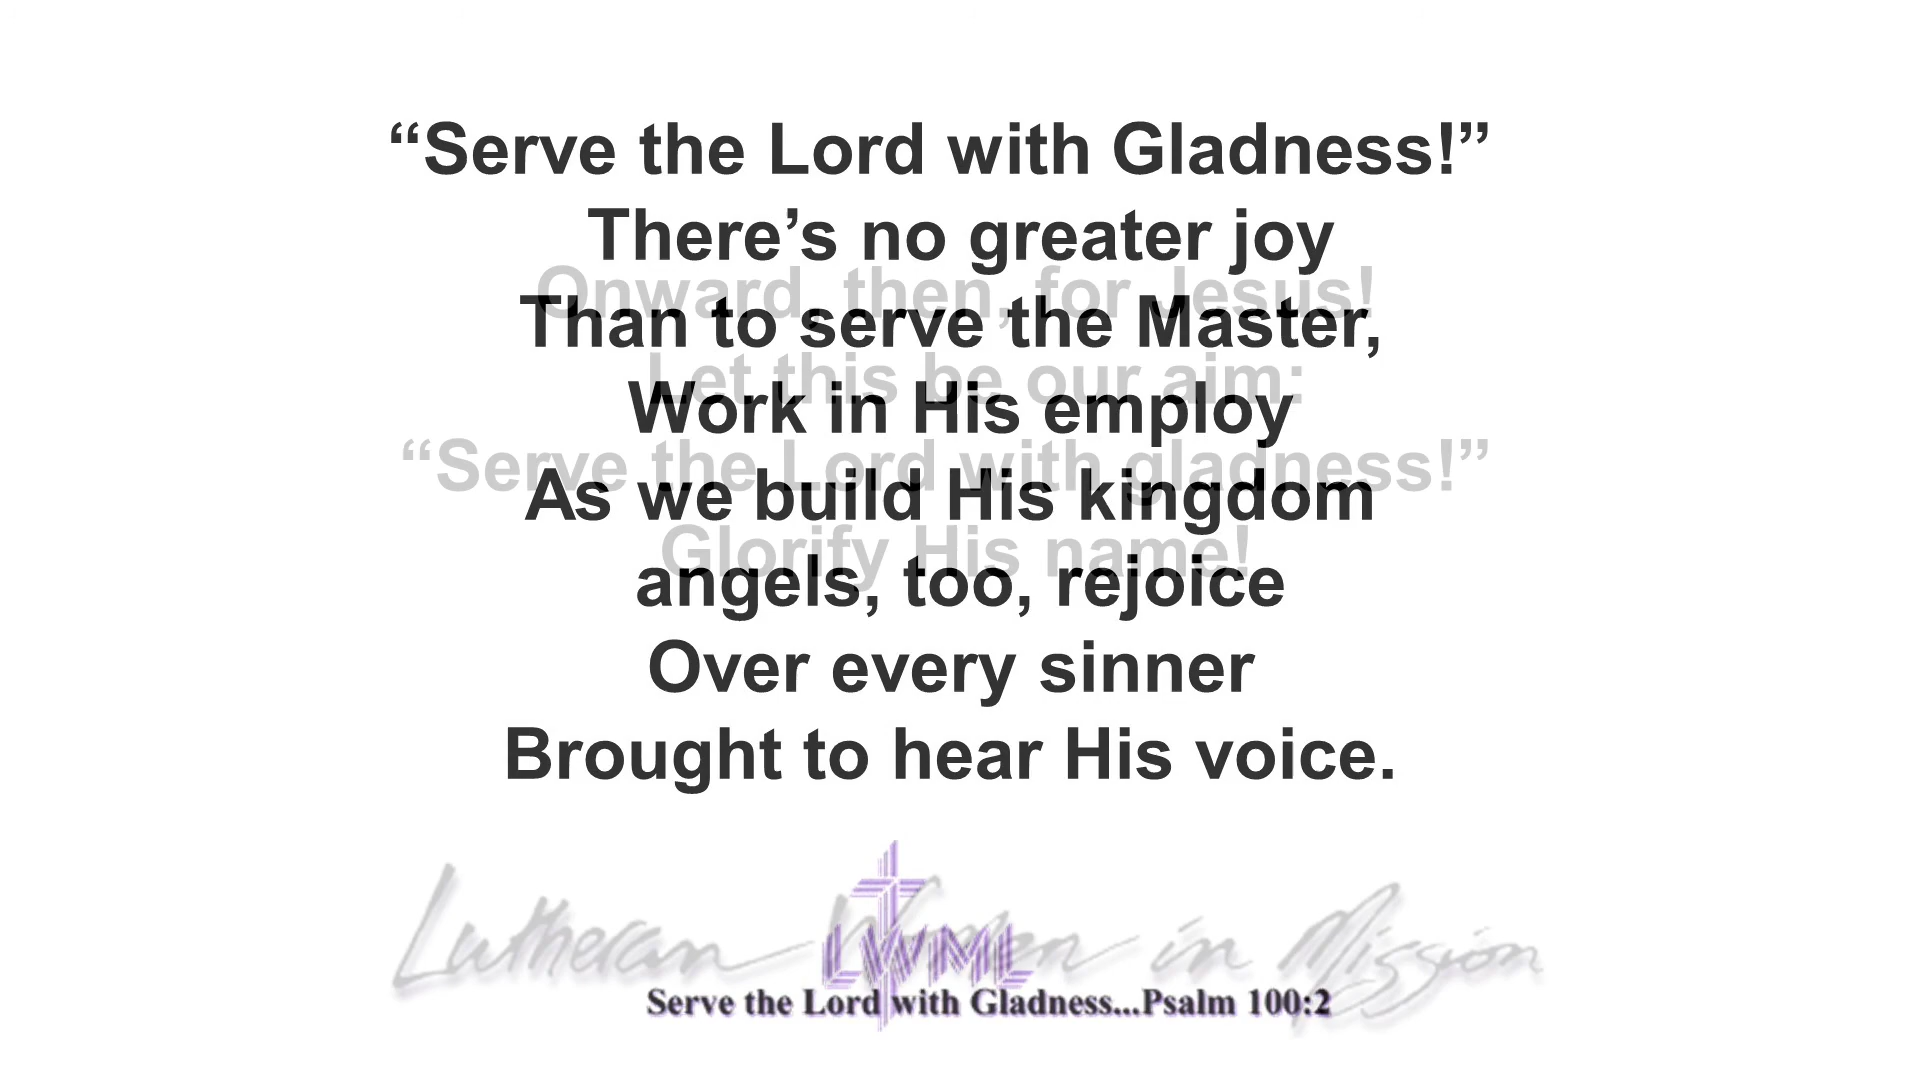 “Serve the Lord with Gladness!”
There’s no greater joy
Onward, then, for Jesus!
Than to serve the Master,
Let this be our aim:
Work in His employ
“Serve the Lord with gladness!”
As we build His kingdom
Glorify His name!
angels, too, rejoice
Over every sinner
Brought to hear His voice.
Lutheran Women in Mission
LWML
Serve the Lord with Gladness...Psalm 100:2